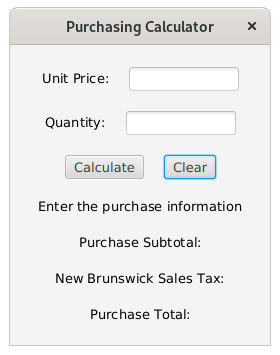 Purchasing Calculator ×
Unit Price:
Quantity:
Calculate Clear
Enter the purchase information
Purchase Subtotal:
New Brunswick Sales Tax:
Purchase Total: